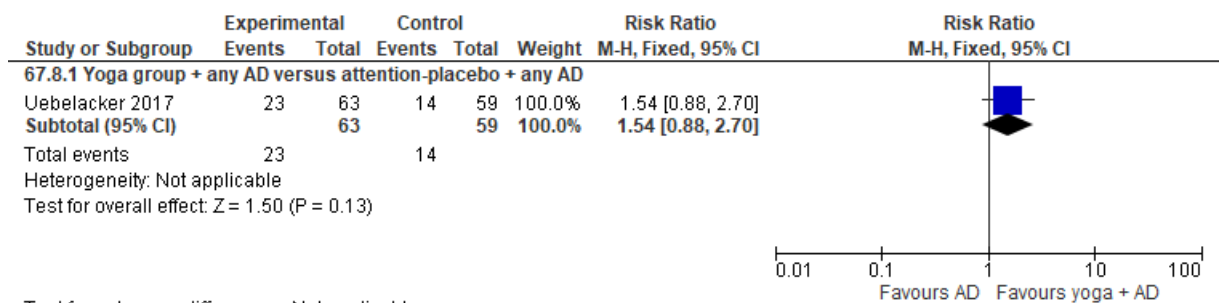 Experimental Control Risk Ratio Risk Ratio
Study or Subgroup Events Total Events Total Weight M-H, Fixed, 95% CI M-H, Fixed, 95% CI
67.8.1 Yoga group + any AD versus attention-placebo + any AD
Uebelacker 2017 23 63 14 59 100.0% 1.54 [0.88, 2.70]
Subtotal (95% CI) 63 59 100.0% 1.54 [0.88, 2.70]
Total events 23 14
Heterogeneity: Not applicable
Test for overall effect: Z = 1.50 (P = 0.13)
0.01 0.1 1 10 100
Favours AD Favours yoga + AD